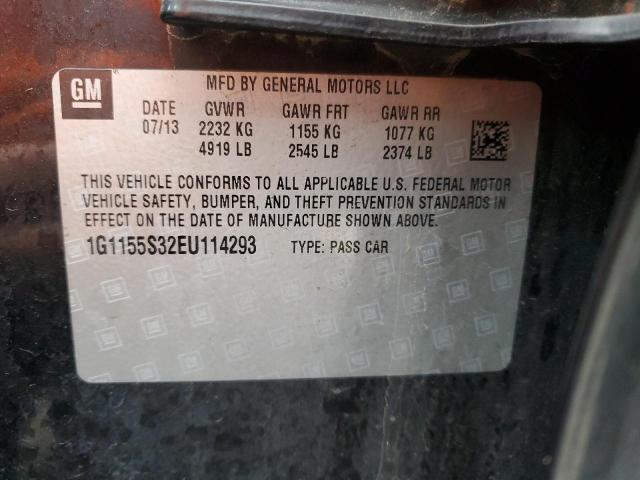 GM MFD BY GENERAL MOTORS LLC
DATE GVWR GAWR FRT GAWR RR
07/13 2232 KG 1155 KG 1077 KG
4919 LB 2545 LB 2374 LB
THIS VEHICLE CONFORMS TO ALL APPLICABLE U.S. FEDERAL MOTOR
VEHICLE SAFETY, BUMPER, AND THEFT PREVENTION STANDARDS IN
EFFECT ON THE DATE OF MANUFACTURE SHOWN ABOVE.
1G1155S32EU114293 TYPE: PASS CAR